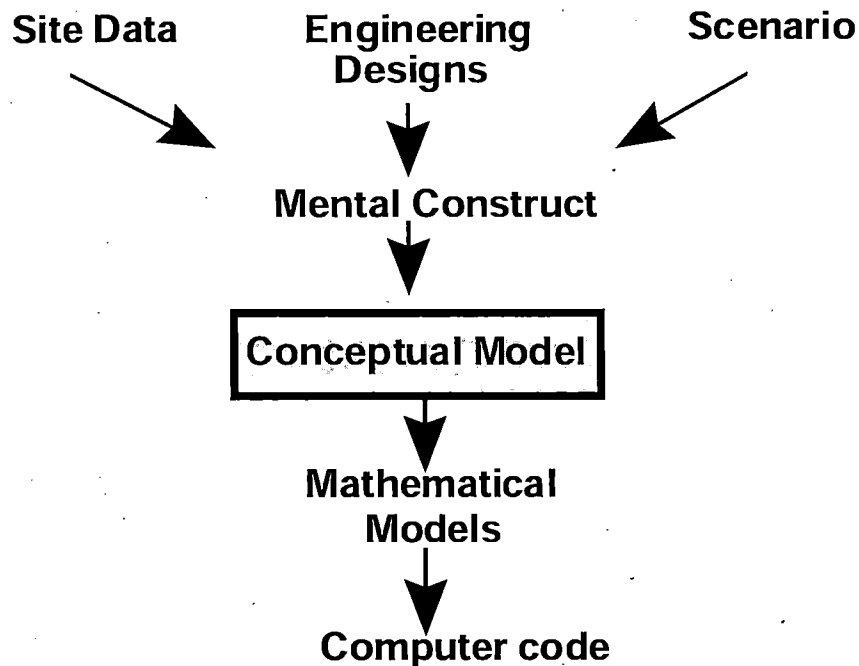 Site Data
Engineering
Designs
Scenario
Mental Construct
Conceptual Model
Mathematical
Models
Computer code